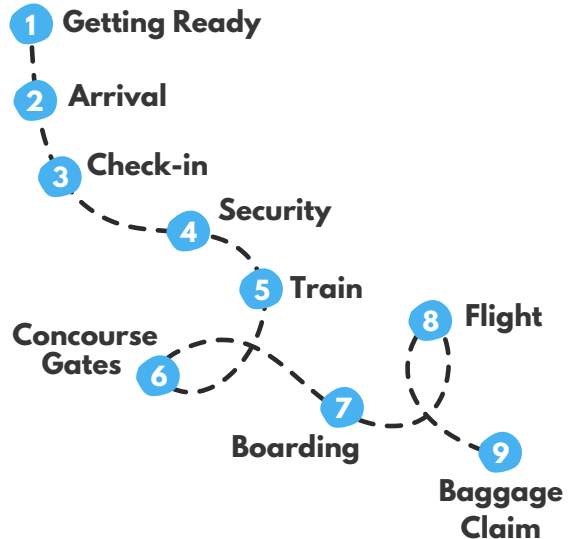 1 Getting Ready
2 Arrival
3 Check-in
4 Security
5 Train
Concourse
Gates
6
7
Boarding
8 Flight
9
Baggage
Claim